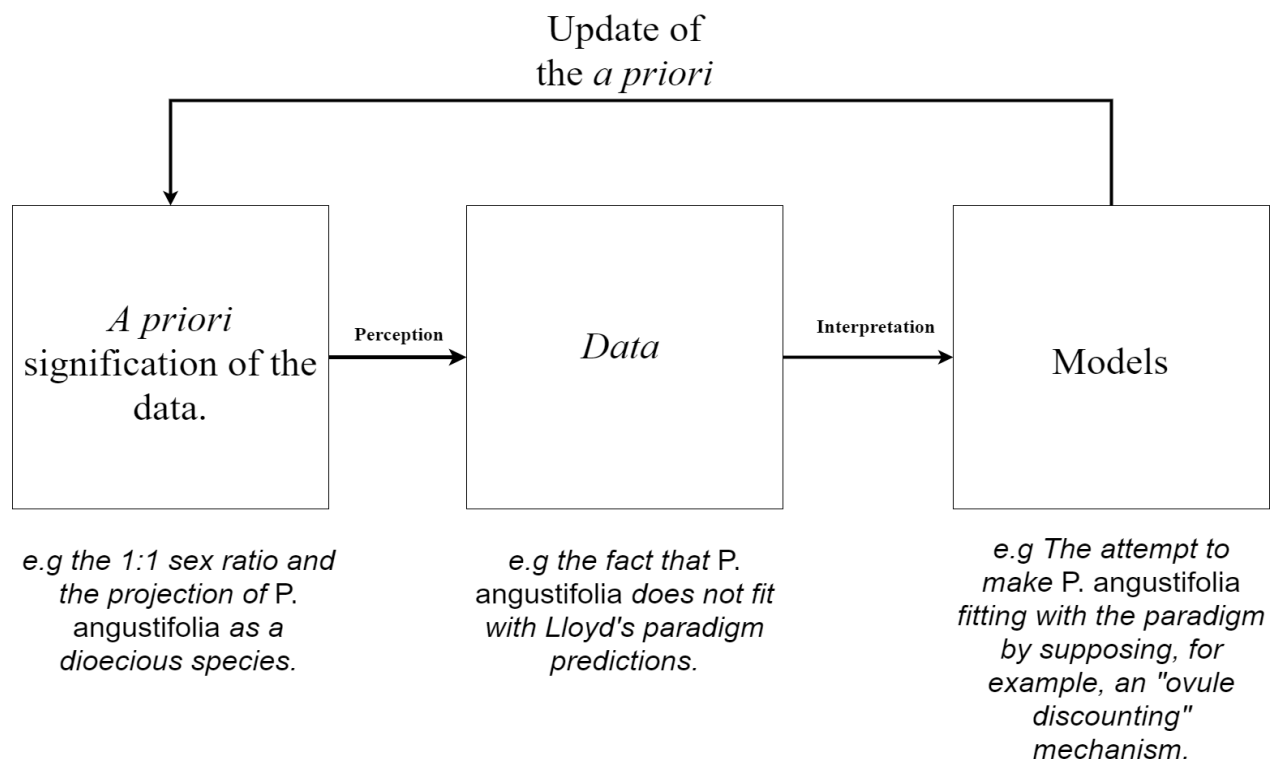 Update of
the a priori
A priori
signification of the
data.
Perception
Data
Interpretation
Models
e.g the 1:1 sex ratio and
the projection of P.
angustifolia as a
dioecious species.
e.g the fact that P.
angustifolia does not fit
with Lloyd's paradigm
predictions.
e.g The attempt to
make P. angustifolia
fitting with the paradigm
by supposing, for
example, an "ovule
discounting"
mechanism.